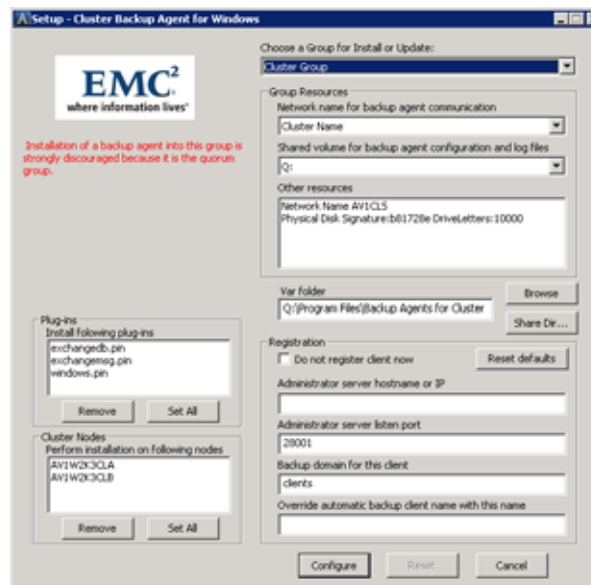 Setup - Cluster Backup Agent for Windows
EMC²
where information lives®
Installation of a backup agent into this group is
strongly discouraged because it is the quorum
group.
Choose a Group for Install or Update:
Cluster Group
Group Resources
Network name for backup agent communication
Cluster Name
Shared volume for backup agent configuration and log files
Q:
Other resources
Network Name AV1CLS
Physical Disk Signature:b81728e DriveLetters:10000
Var folder
Q:\Program Files\Backup Agents for Cluster
Browse
Share Dir...
Plug-ins
Install folowing plug-ins
exchangedb.pin
exchangemsg.pin
windows.pin
Remove
Set All
Cluster Nodes
Perform installation on following nodes
AV1W2K3CLA
AV1W2K3CLB
Remove
Set All
Registration
Do not register client now
Reset defaults
Administrator server hostname or IP
Administrator server listen port
28001
Backup domain for this client
clients
Override automatic backup client name with this name
Configure
Reset
Cancel